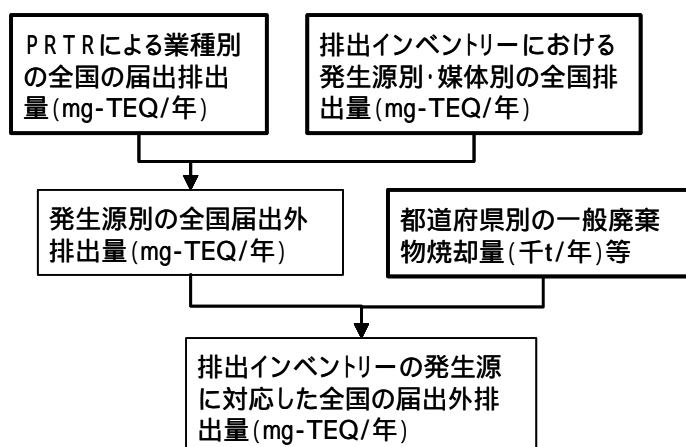 PRTRによる業種別
の全国の届出排出
量(mg-TEQ/年)
排出インベントリーにおける
発生源別・媒体別の全国排
出量(mg-TEQ/年)
発生源別の全国届出外
排出量(mg-TEQ/年)
都道府県別の一般廃棄
物焼却量(千t/年)等
排出インベントリーの発生源
に対応した全国の届出外排
出量(mg-TEQ/年)